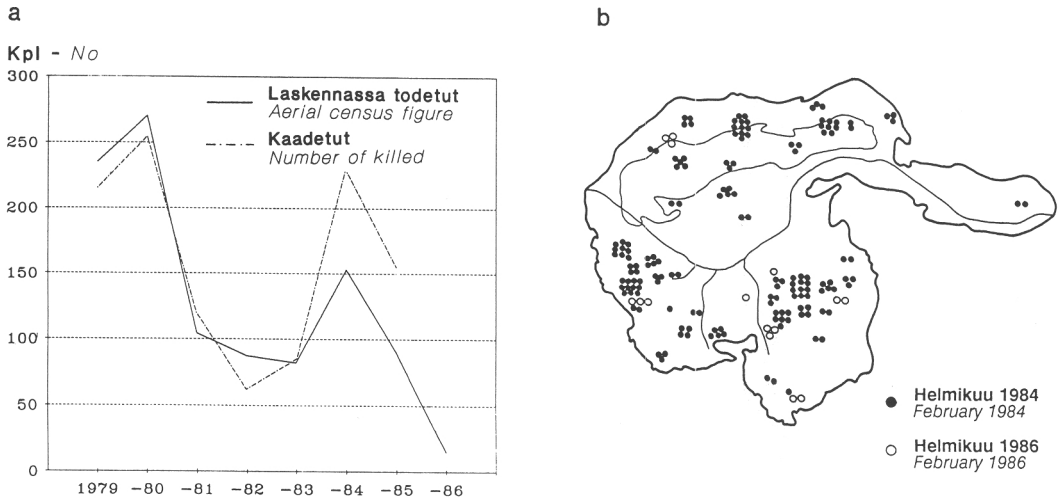 a
Kpl - No
300
250
200
150
100
50
0
Laskennassa todetut
Aerial census figure
Kaadetut
Number of killed
1979 -80 -81 -82 -83 -84 -85 -86
b
Helmikuu 1984
February 1984
Helmikuu 1986
February 1986